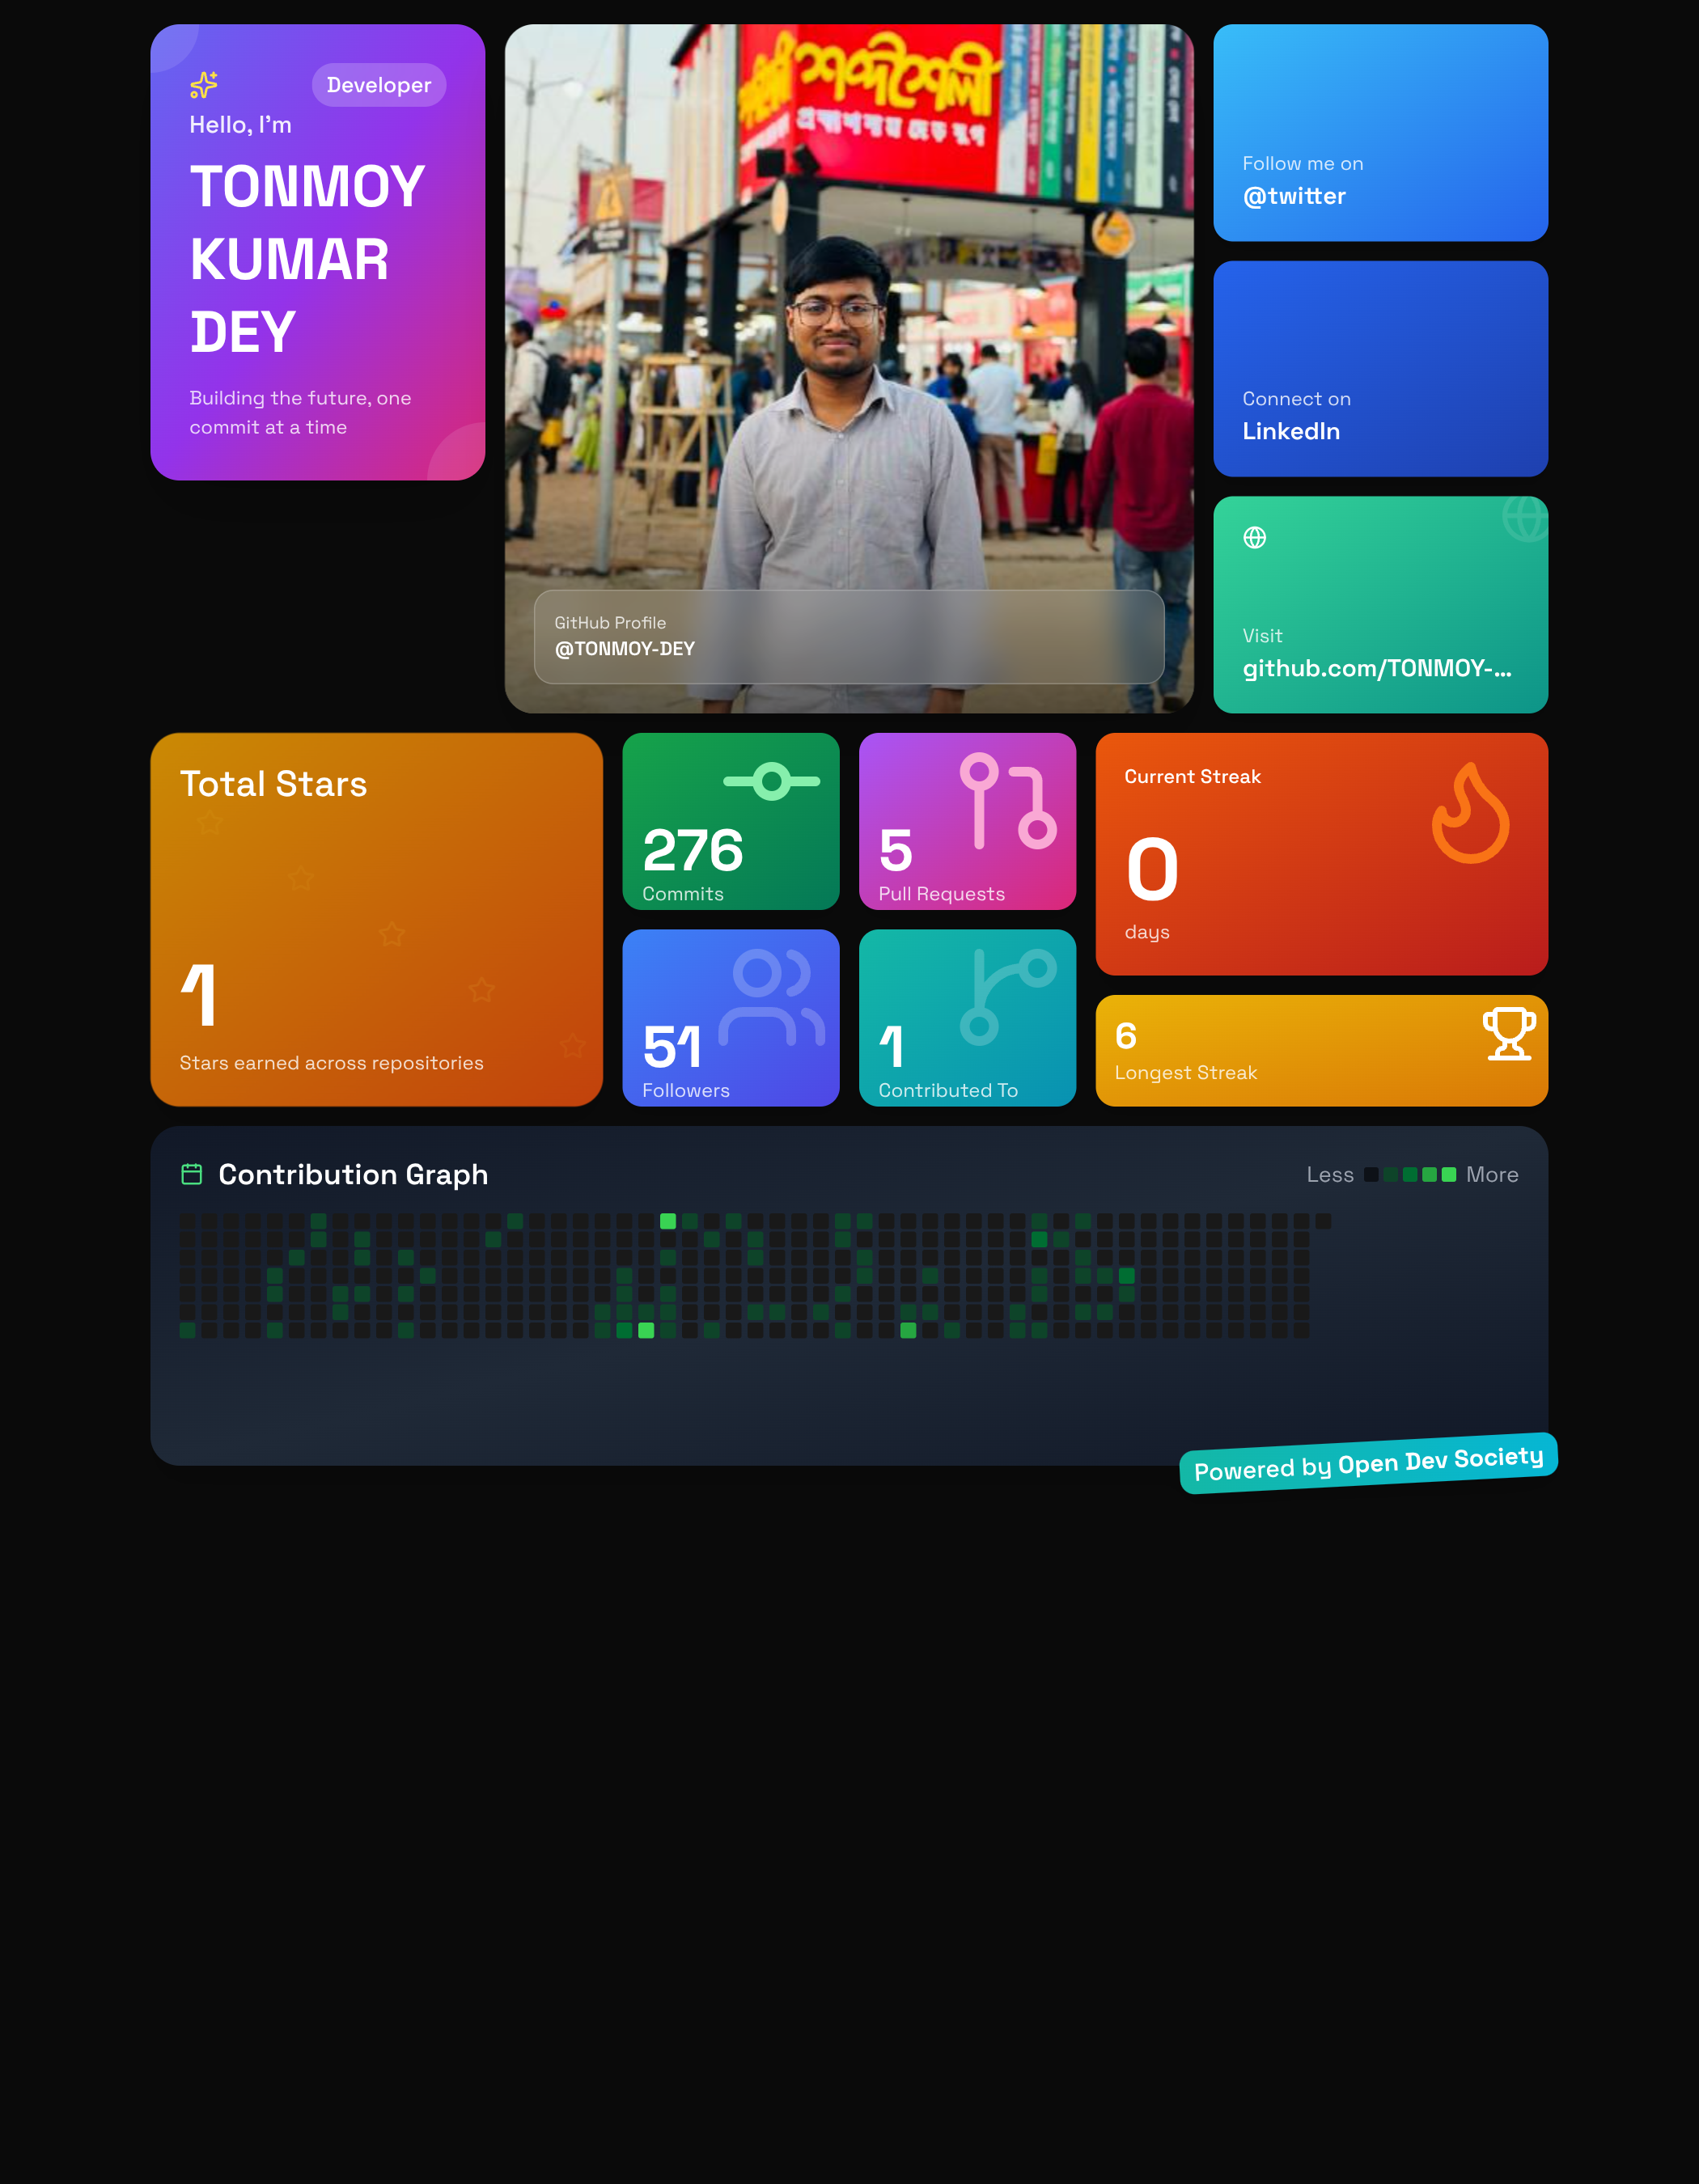 Developer
Hello, I'm
TONMOY
KUMAR
DEY
Building the future, one
commit at a time
শব্দশৈলী
GitHub Profile
@TONMOY-DEY
Follow me on
@twitter
Connect on
LinkedIn
Visit
github.com/TONMOY-...
Total Stars
1
Stars earned across repositories
276
Commits
5
Pull Requests
51
Followers
1
Contributed To
Current Streak
0
days
6
Longest Streak
Contribution Graph
Less
More
Powered by Open Dev Society